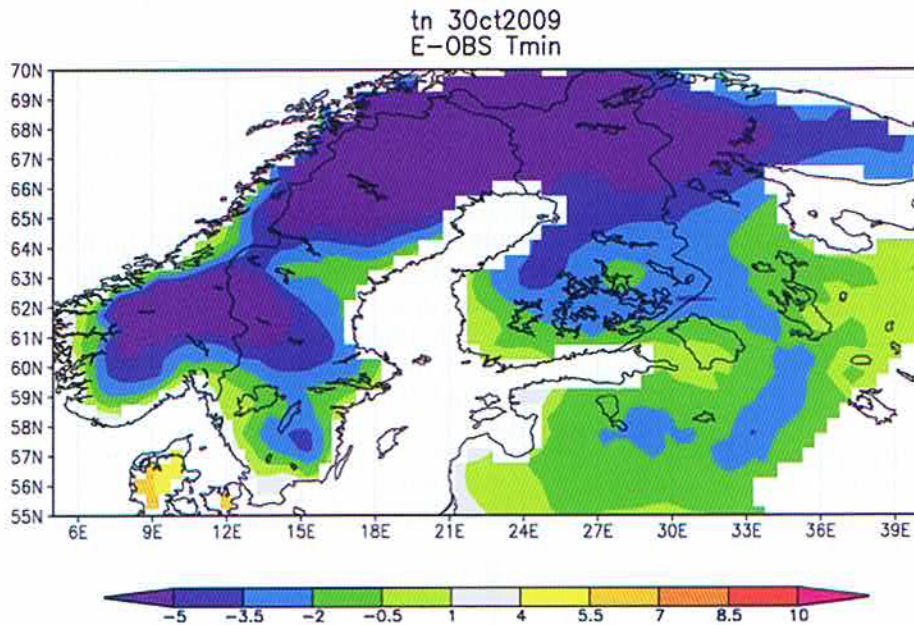 tn 30ct2009
E-OBS Tmin
70N
69N
68N
67N
66N
65N
64N
63N
62N
61N
60N
59N
58N
57N
56N
55N
6E 9E 12E 15E 18E 21E 24E 27E 30E 33E 36E 39E
-5 -3.5 -2 -0.5 1 4 5.5 7 8.5 10